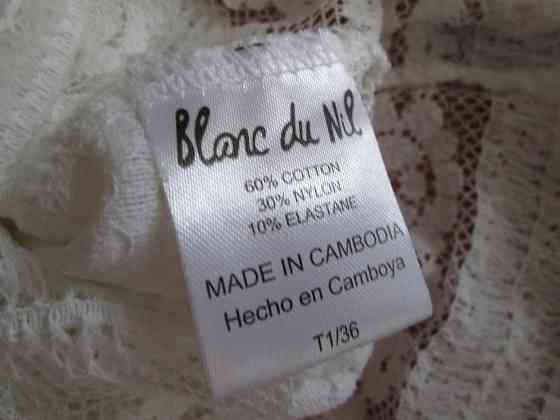 Blanc du Nil
60% COTTON
30% NYLON
10% ELASTANE
MADE IN CAMBODIA
Hecho en Camboya
T1/36